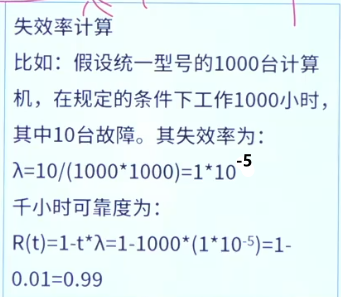 失效率计算
比如：假设统一型号的1000台计算
机，在规定的条件下工作1000小时，
其中10台故障。其失效率为：
λ=10/(1000*1000)=1*10⁻⁵
千小时可靠度为：
R(t)=1-t*λ=1-1000*(1*10⁻⁵)=1-
0.01=0.99